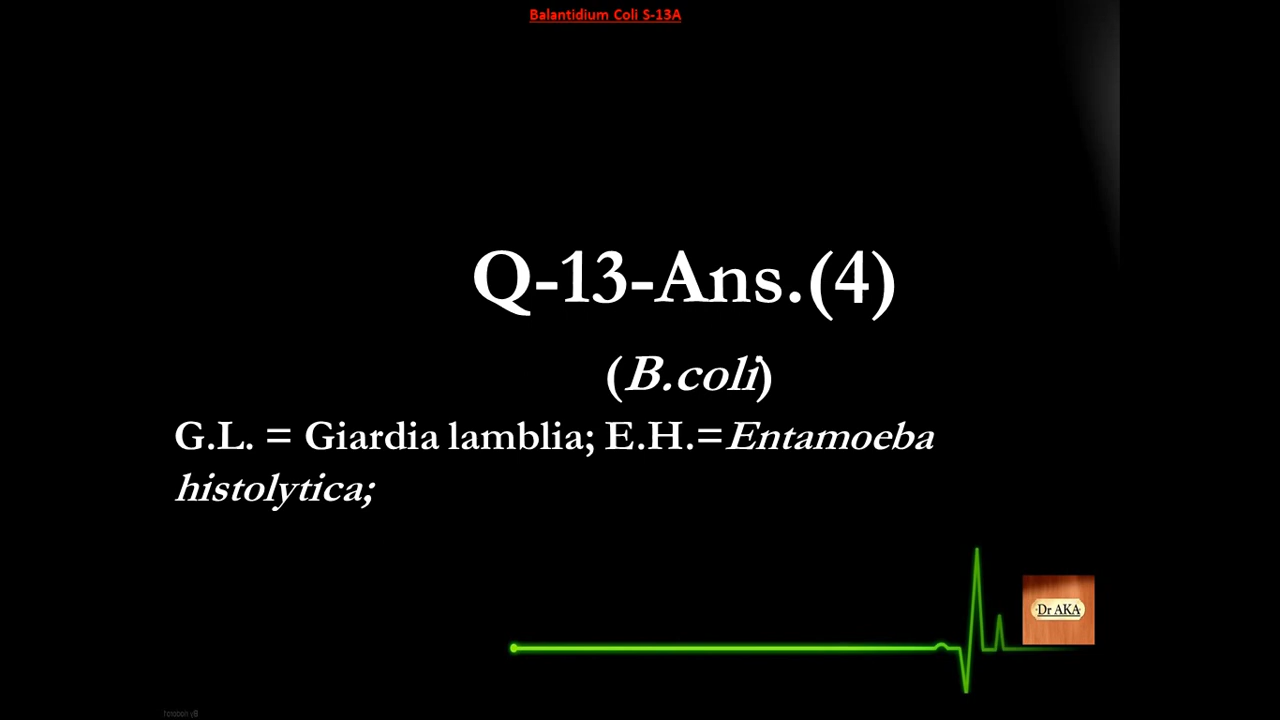 Balantidium Coli S-13A
Q-13-Ans.(4)
(B.coli)
G.L. = Giardia lamblia; E.H.=Entamoeba
histolytica;
Dr AKA